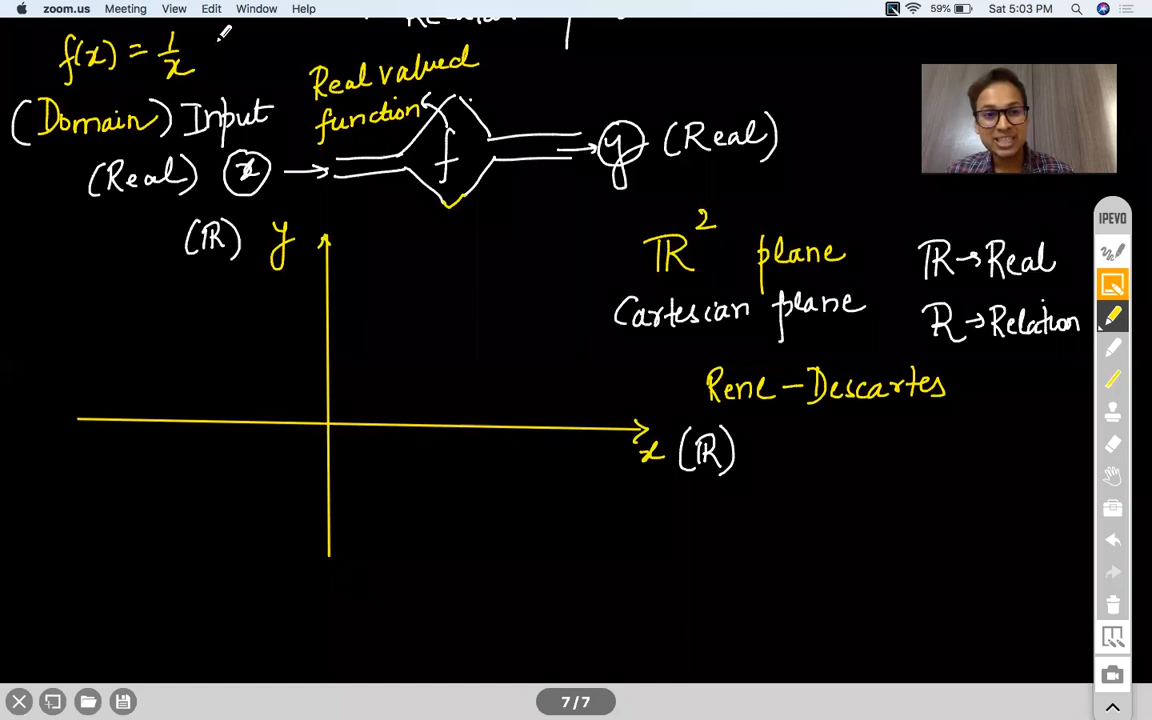 zoom.us Meeting View Edit Window Help 59% Sat 5:03 PM
f(x) = 1/x
Real valued
function
(Domain) Input
(Real) x → f → y (Real)
(ℝ) y
ℝ² plane
Cartesian plane
ℝ → Real
R → Relation
Rene - Descartes
x (ℝ)
IPEVO
7 / 7